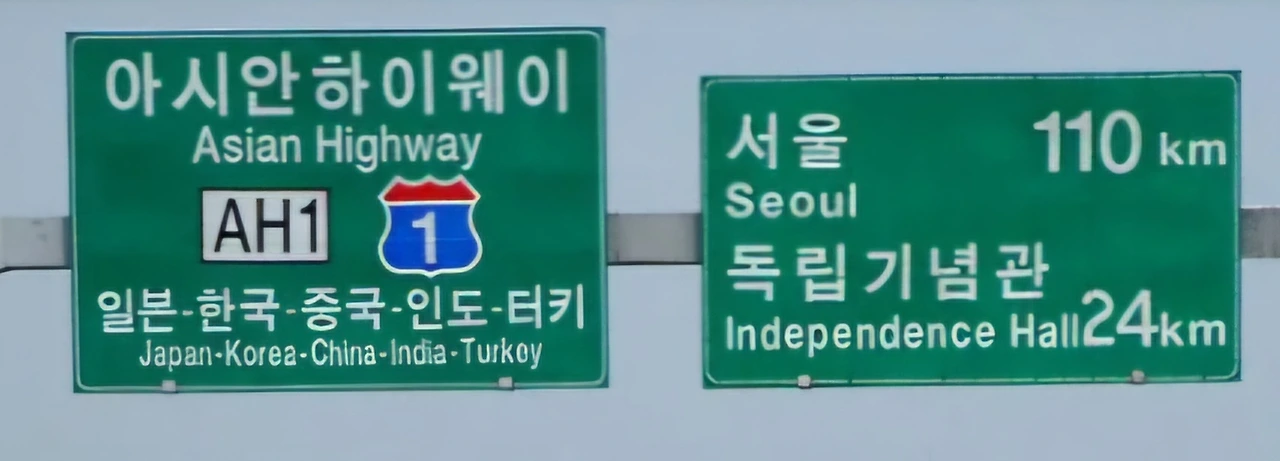 아시안하이웨이
Asian Highway
AH1
1
일본-한국-중국-인도-터키
Japan-Korea-China-India-Turkoy
서울 110 km
Seoul
독립기념관
Independence Hall 24km